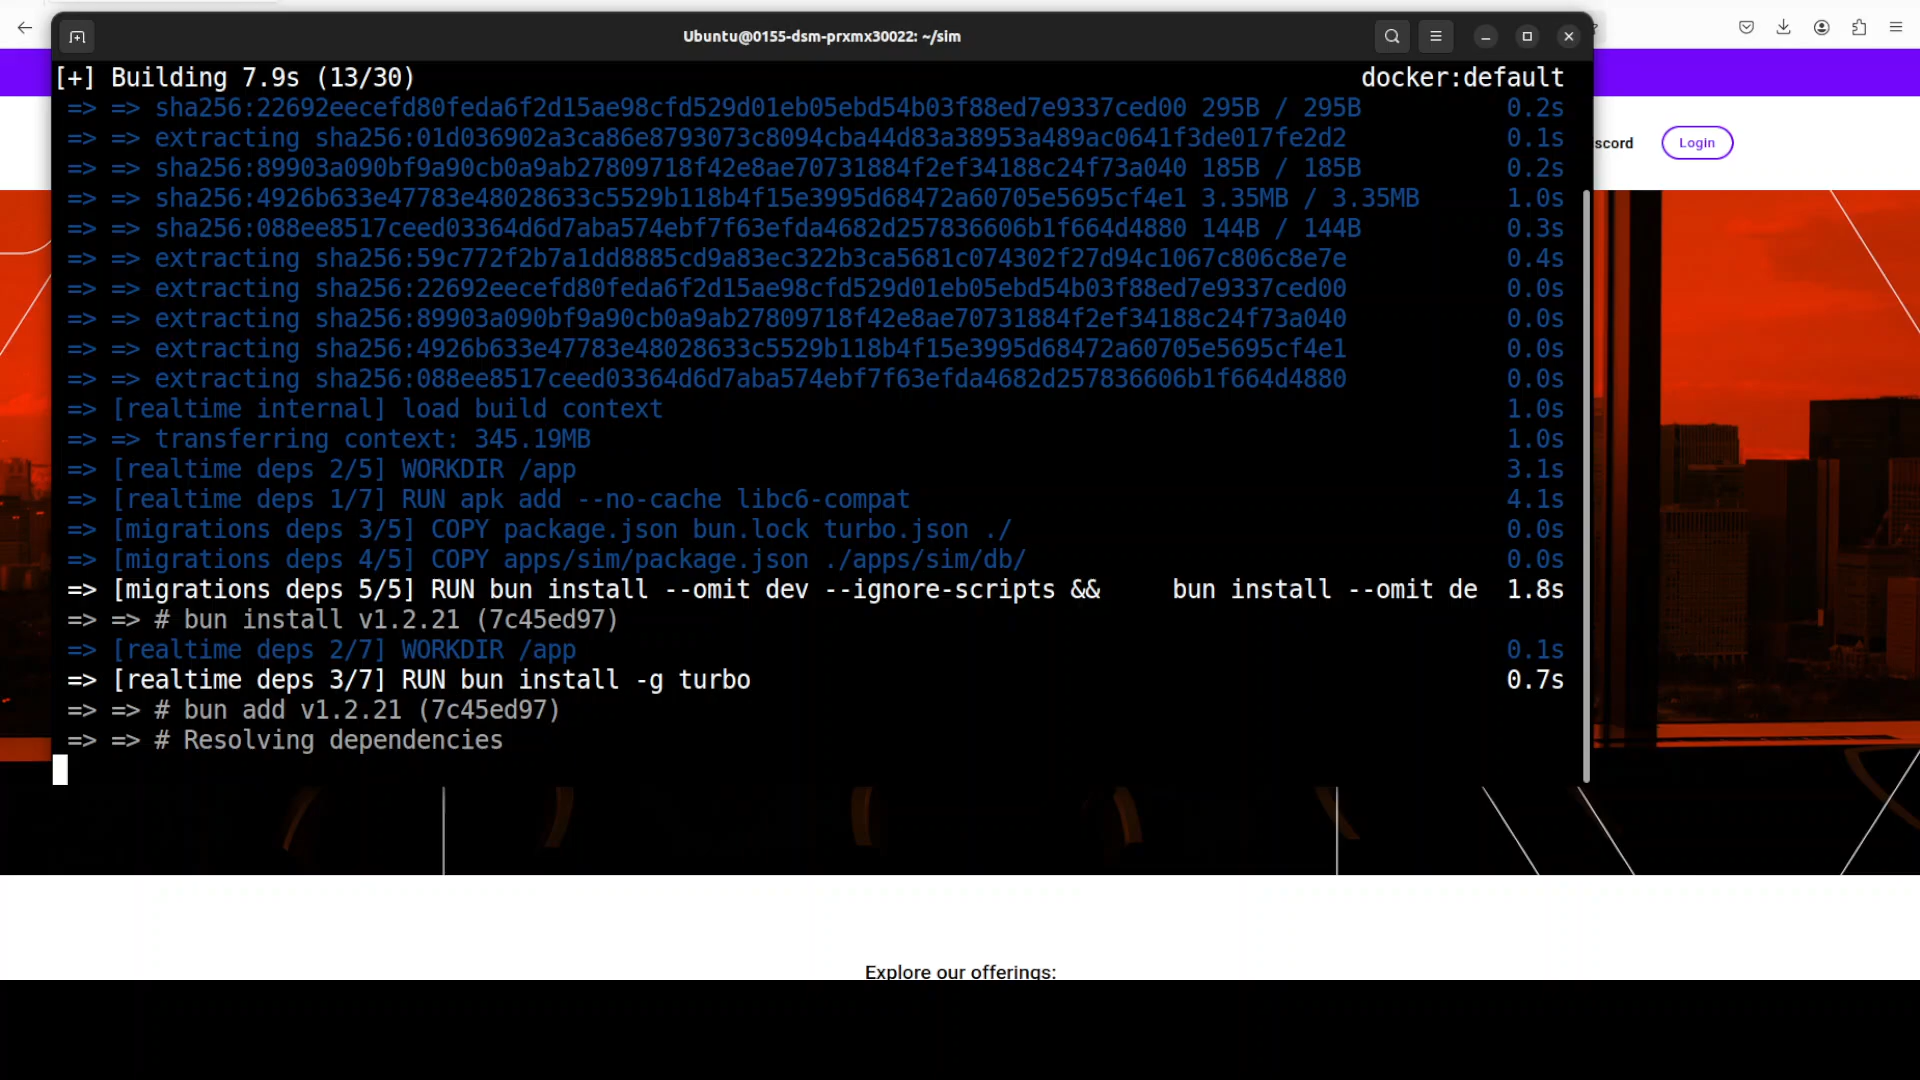 Ubuntu@0155-dsm-prxmx30022: ~/sim
[+] Building 7.9s (13/30) docker:default
=> => sha256:22692eecefd80feda6f2d15ae98cfd529d01eb05ebd54b03f88ed7e9337ced00 295B / 295B 0.2s
=> => extracting sha256:01d036902a3ca86e8793073c8094cba44d83a38953a489ac0641f3de017fe2d2 0.1s
=> => sha256:89903a090bf9a90cb0a9ab27809718f42e8ae70731884f2ef34188c24f73a040 185B / 185B 0.2s
=> => sha256:4926b633e47783e48028633c5529b118b4f15e3995d68472a60705e5695cf4e1 3.35MB / 3.35MB 1.0s
=> => sha256:088ee8517ceed03364d6d7aba574ebf7f63efda4682d257836606b1f664d4880 144B / 144B 0.3s
=> => extracting sha256:59c772f2b7a1dd8885cd9a83ec322b3ca5681c074302f27d94c1067c806c8e7e 0.4s
=> => extracting sha256:22692eecefd80feda6f2d15ae98cfd529d01eb05ebd54b03f88ed7e9337ced00 0.0s
=> => extracting sha256:89903a090bf9a90cb0a9ab27809718f42e8ae70731884f2ef34188c24f73a040 0.0s
=> => extracting sha256:4926b633e47783e48028633c5529b118b4f15e3995d68472a60705e5695cf4e1 0.0s
=> => extracting sha256:088ee8517ceed03364d6d7aba574ebf7f63efda4682d257836606b1f664d4880 0.0s
=> [realtime internal] load build context 1.0s
=> => transferring context: 345.19MB 1.0s
=> [realtime deps 2/5] WORKDIR /app 3.1s
=> [realtime deps 1/7] RUN apk add --no-cache libc6-compat 4.1s
=> [migrations deps 3/5] COPY package.json bun.lock turbo.json ./ 0.0s
=> [migrations deps 4/5] COPY apps/sim/package.json ./apps/sim/db/ 0.0s
=> [migrations deps 5/5] RUN bun install --omit dev --ignore-scripts &&     bun install --omit de 1.8s
=> => # bun install v1.2.21 (7c45ed97)
=> [realtime deps 2/7] WORKDIR /app 0.1s
=> [realtime deps 3/7] RUN bun install -g turbo 0.7s
=> => # bun add v1.2.21 (7c45ed97)
=> => # Resolving dependencies
scord
Login
Explore our offerings: